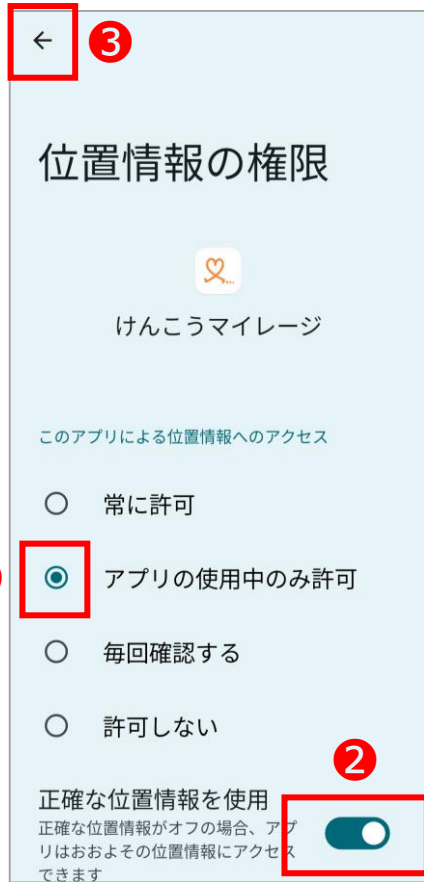 ← ❸
位置情報の権限
けんこうマイレージ
このアプリによる位置情報へのアクセス
常に許可
アプリの使用中のみ許可
毎回確認する
許可しない
❷
正確な位置情報を使用
正確な位置情報がオフの場合、アプ
リはおおよその位置情報にアクセス
できます